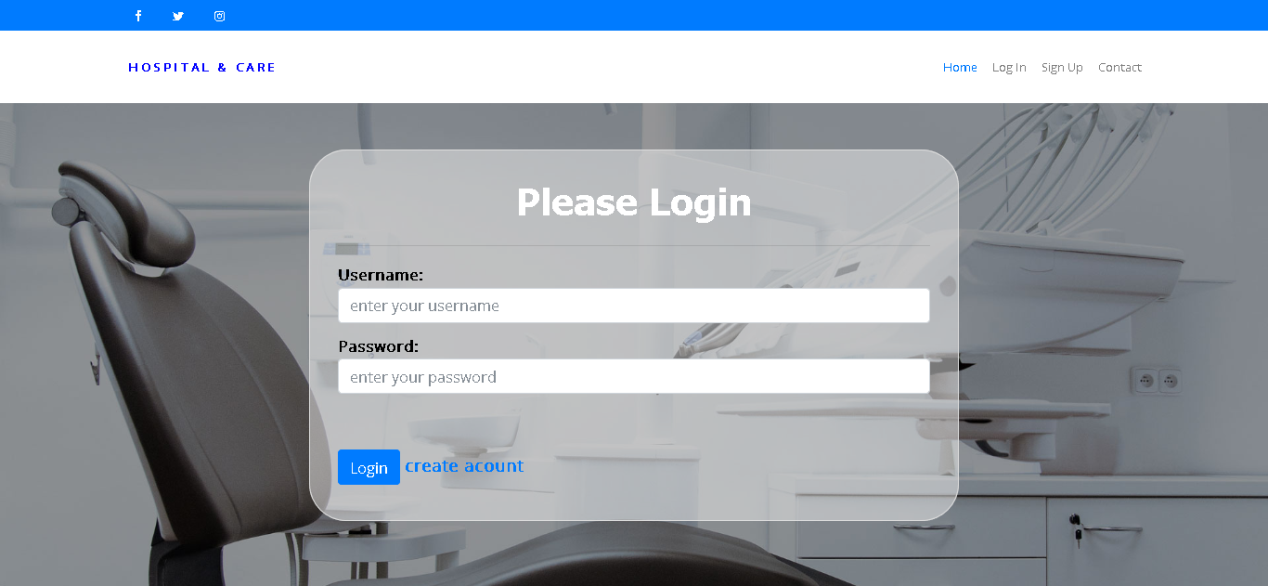 HOSPITAL & CARE
Home Log In Sign Up Contact
Please Login
Username:
enter your username
Password:
enter your password
Login create acount